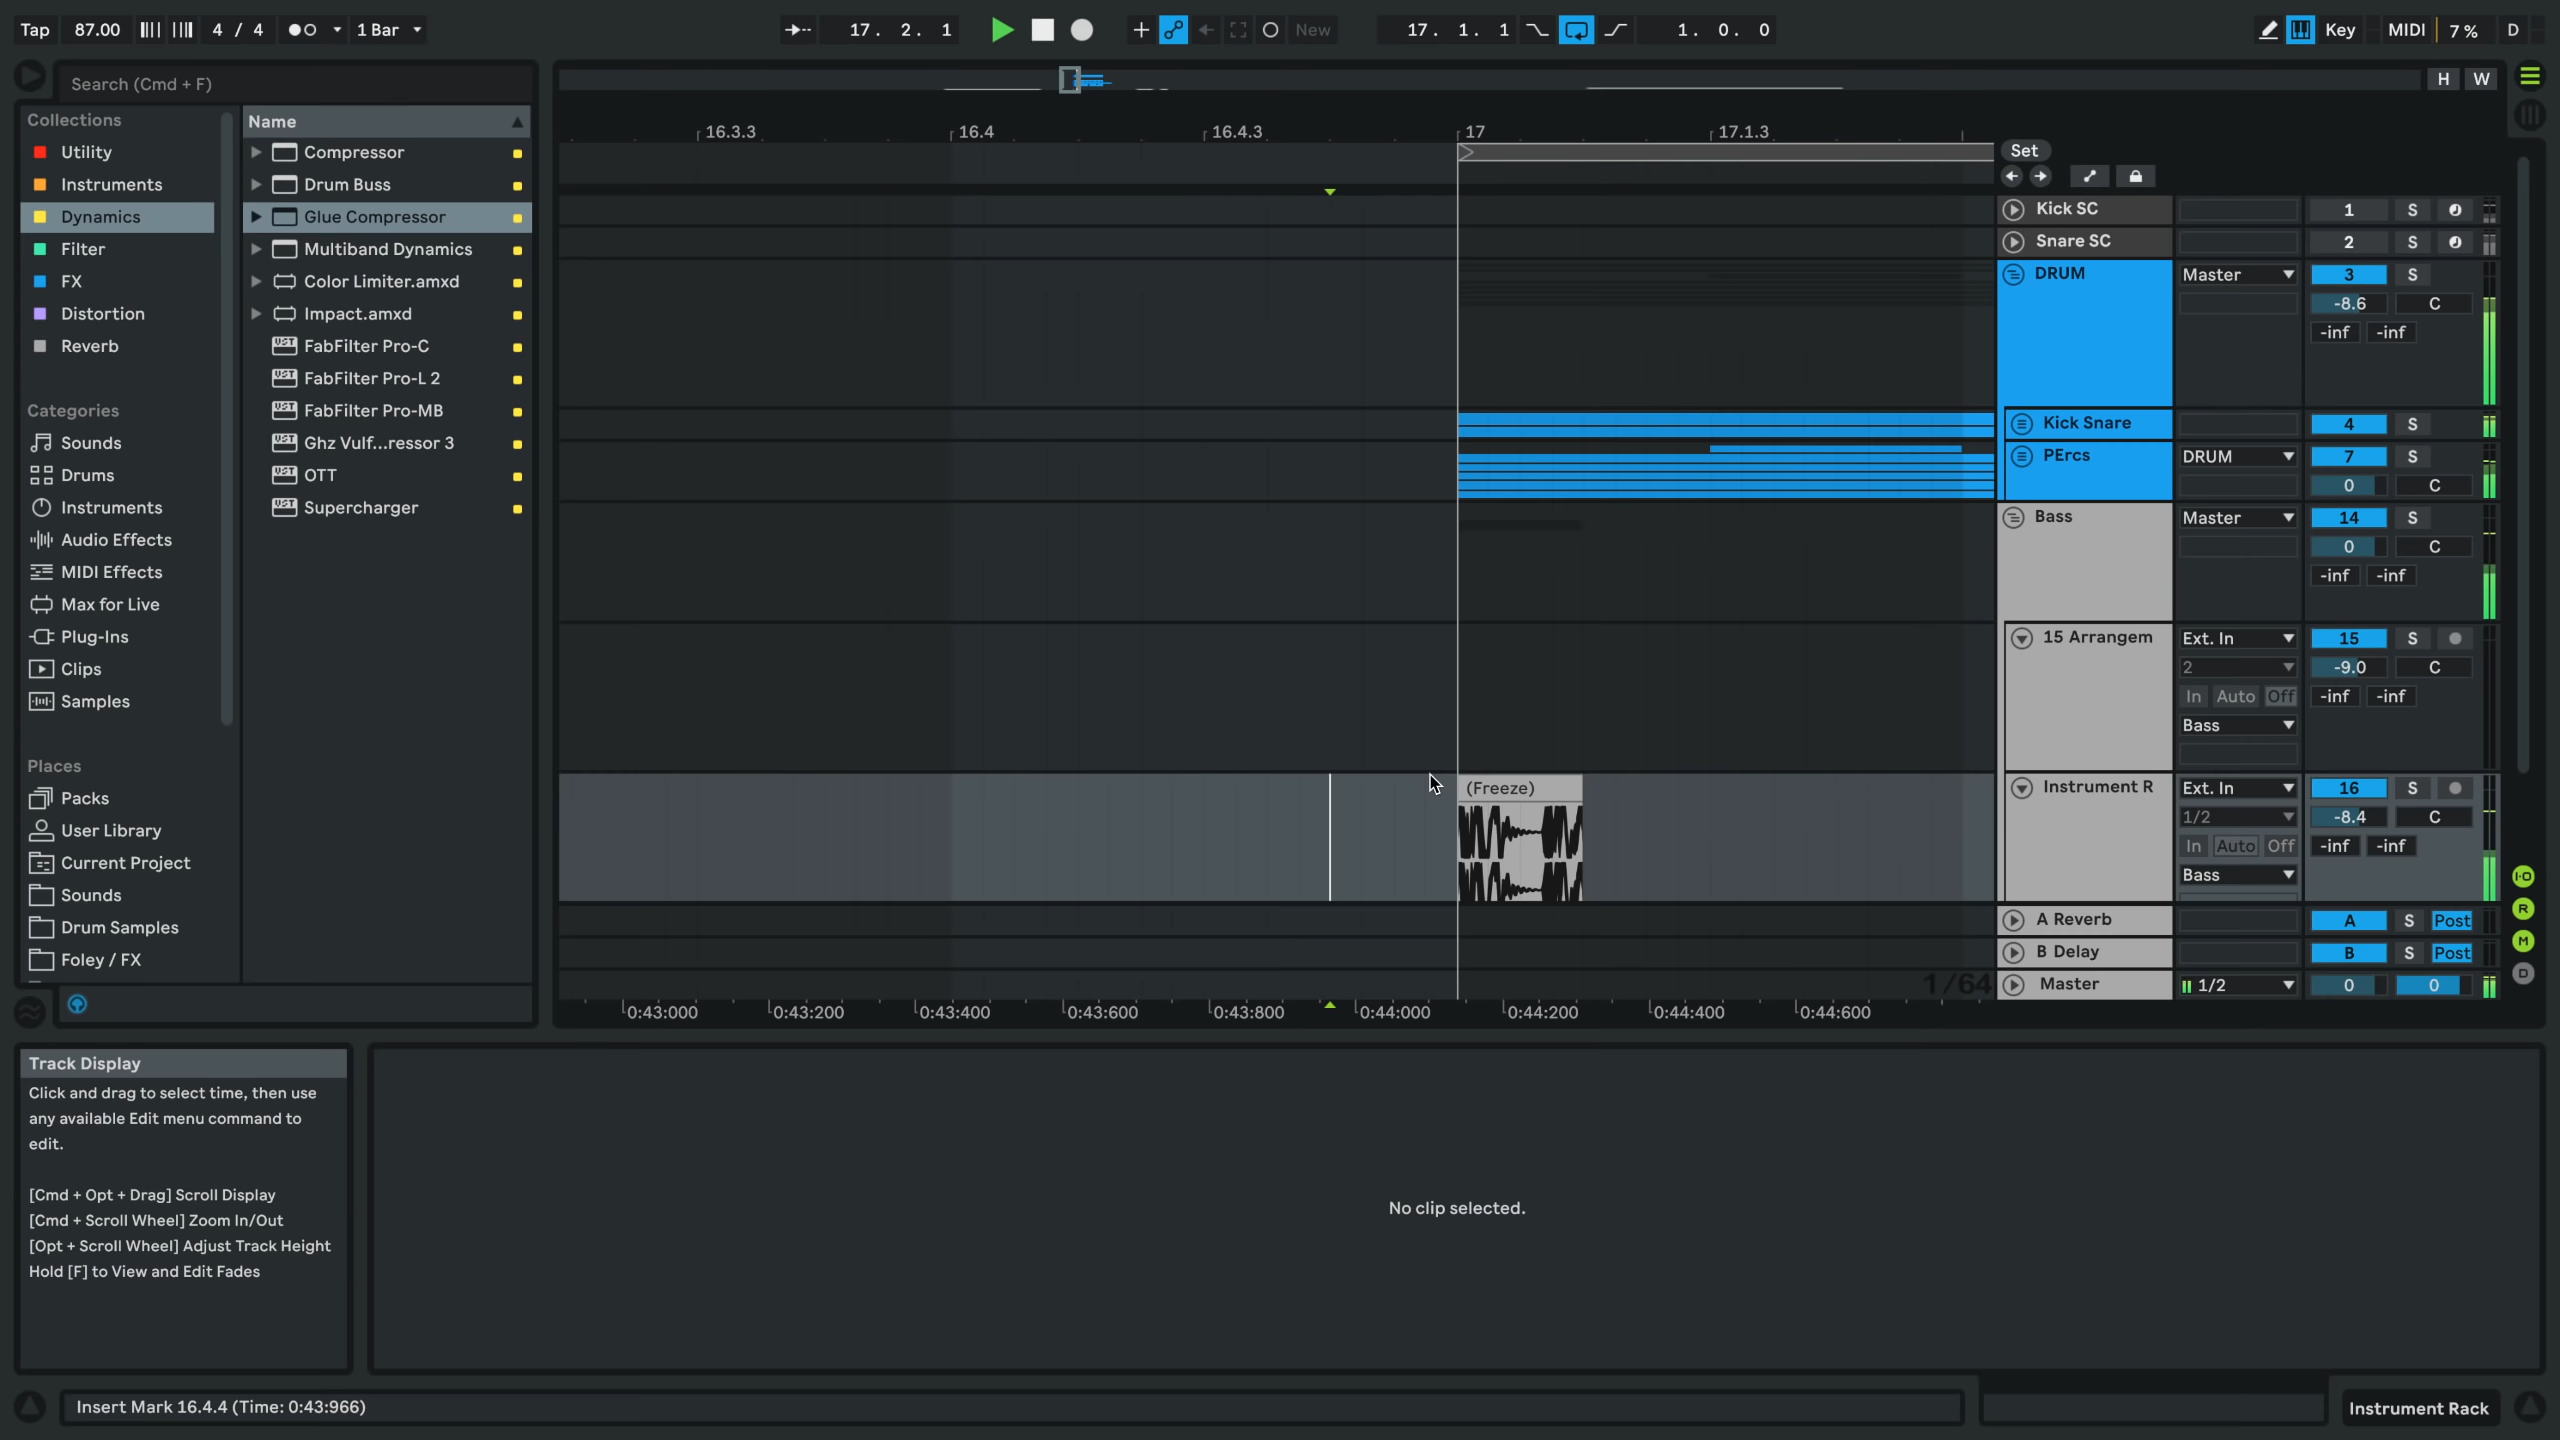 Tap 87.00 4 / 4 1 Bar 17. 2. 1 New 17. 1. 1 1. 0. 0 Key MIDI 7 % D
Search (Cmd + F)
H W
Collections
Utility
Instruments
Dynamics
Filter
FX
Distortion
Reverb
Categories
Sounds
Drums
Instruments
Audio Effects
MIDI Effects
Max for Live
Plug-Ins
Clips
Samples
Places
Packs
User Library
Current Project
Sounds
Drum Samples
Foley / FX
Name
Compressor
Drum Buss
Glue Compressor
Multiband Dynamics
Color Limiter.amxd
Impact.amxd
FabFilter Pro-C
FabFilter Pro-L 2
FabFilter Pro-MB
Ghz Vulf...ressor 3
OTT
Supercharger
16.3.3 16.4 16.4.3 17 17.1.3
Set
Kick SC 1 S
Snare SC 2 S
DRUM Master 3 S
-8.6 C
-inf -inf
Kick Snare 4 S
PErcs DRUM 7 S
0 C
Bass Master 14 S
0 C
-inf -inf
15 Arrangem Ext. In 15 S
2 -9.0 C
In Auto Off -inf -inf
Bass
(Freeze)
Instrument R Ext. In 16 S
1/2 -8.4 C
In Auto Off -inf -inf
Bass
A Reverb A S Post
B Delay B S Post
1/64
Master 1/2 0 0
I·O
R
M
D
0:43:000 0:43:200 0:43:400 0:43:600 0:43:800 0:44:000 0:44:200 0:44:400 0:44:600
Track Display
Click and drag to select time, then use
any available Edit menu command to
edit.
[Cmd + Opt + Drag] Scroll Display
[Cmd + Scroll Wheel] Zoom In/Out
[Opt + Scroll Wheel] Adjust Track Height
Hold [F] to View and Edit Fades
No clip selected.
Insert Mark 16.4.4 (Time: 0:43:966)
Instrument Rack